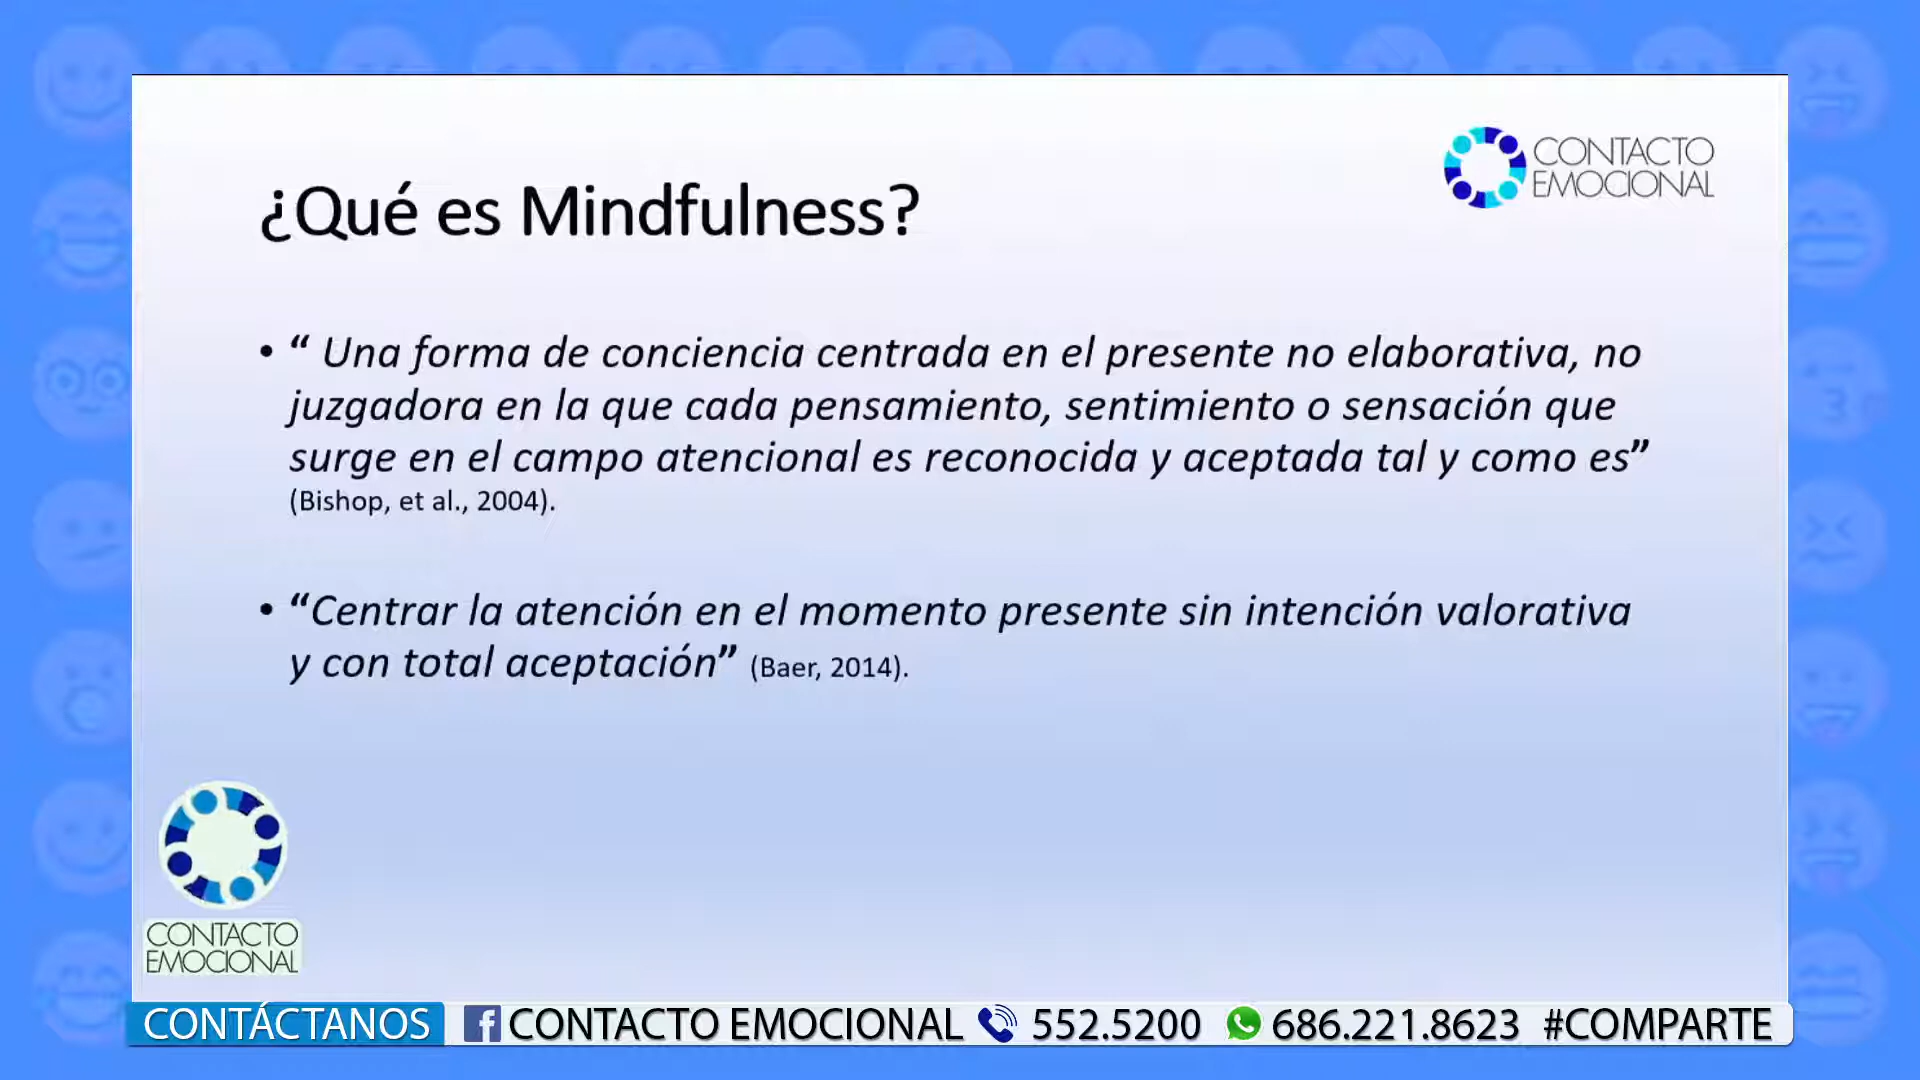 CONTACTO
EMOCIONAL
¿Qué es Mindfulness?
• “ Una forma de conciencia centrada en el presente no elaborativa, no
juzgadora en la que cada pensamiento, sentimiento o sensación que
surge en el campo atencional es reconocida y aceptada tal y como es”
(Bishop, et al., 2004).
• “Centrar la atención en el momento presente sin intención valorativa
y con total aceptación” (Baer, 2014).
CONTACTO
EMOCIONAL
CONTÁCTANOS f CONTACTO EMOCIONAL 552.5200 686.221.8623 #COMPARTE